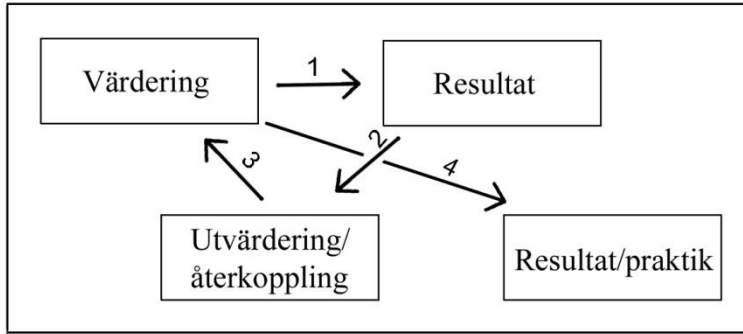 Värdering
1
Resultat
2
3
4
Utvärdering/
återkoppling
Resultat/praktik